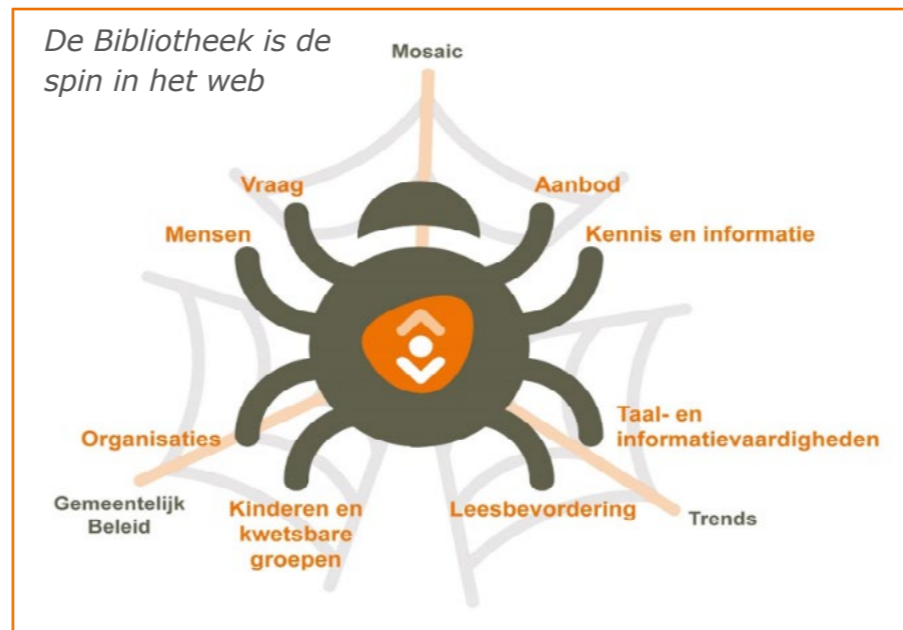 De Bibliotheek is de
spin in het web
Mosaic
Vraag
Aanbod
Mensen
Kennis en informatie
Taal- en
informatievaardigheden
Organisaties
Gemeentelijk
Beleid
Kinderen en
kwetsbare
groepen
Leesbevordering
Trends